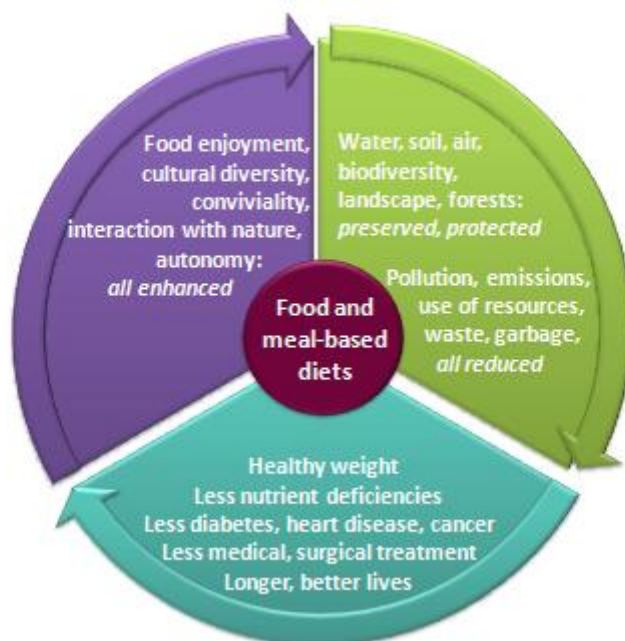 Food enjoyment,
cultural diversity,
conviviality,
interaction with nature,
autonomy:
all enhanced
Water, soil, air,
biodiversity,
landscape, forests:
preserved, protected
Pollution, emissions,
use of resources,
waste, garbage,
all reduced
Food and
meal-based
diets
Healthy weight
Less nutrient deficiencies
Less diabetes, heart disease, cancer
Less medical, surgical treatment
Longer, better lives